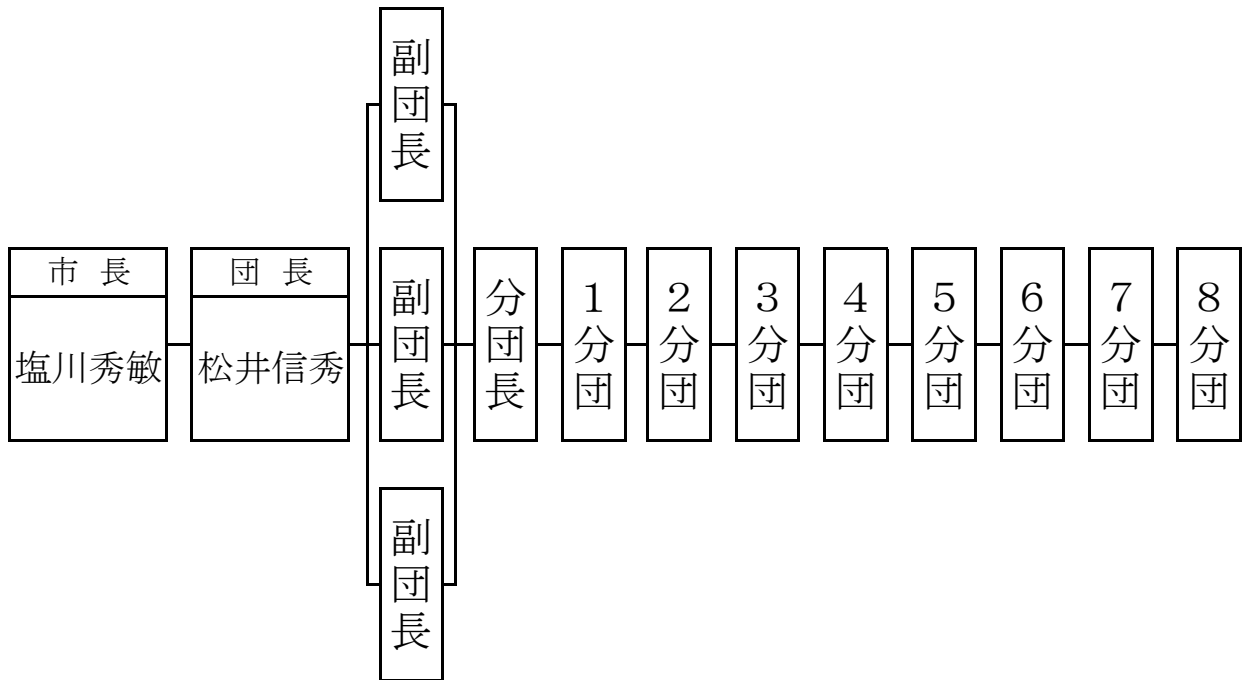 副団長
市長
塩川秀敏
団長
松井信秀
副団長
分団長
1分団
2分団
3分団
4分団
5分団
6分団
7分団
8分団
副団長